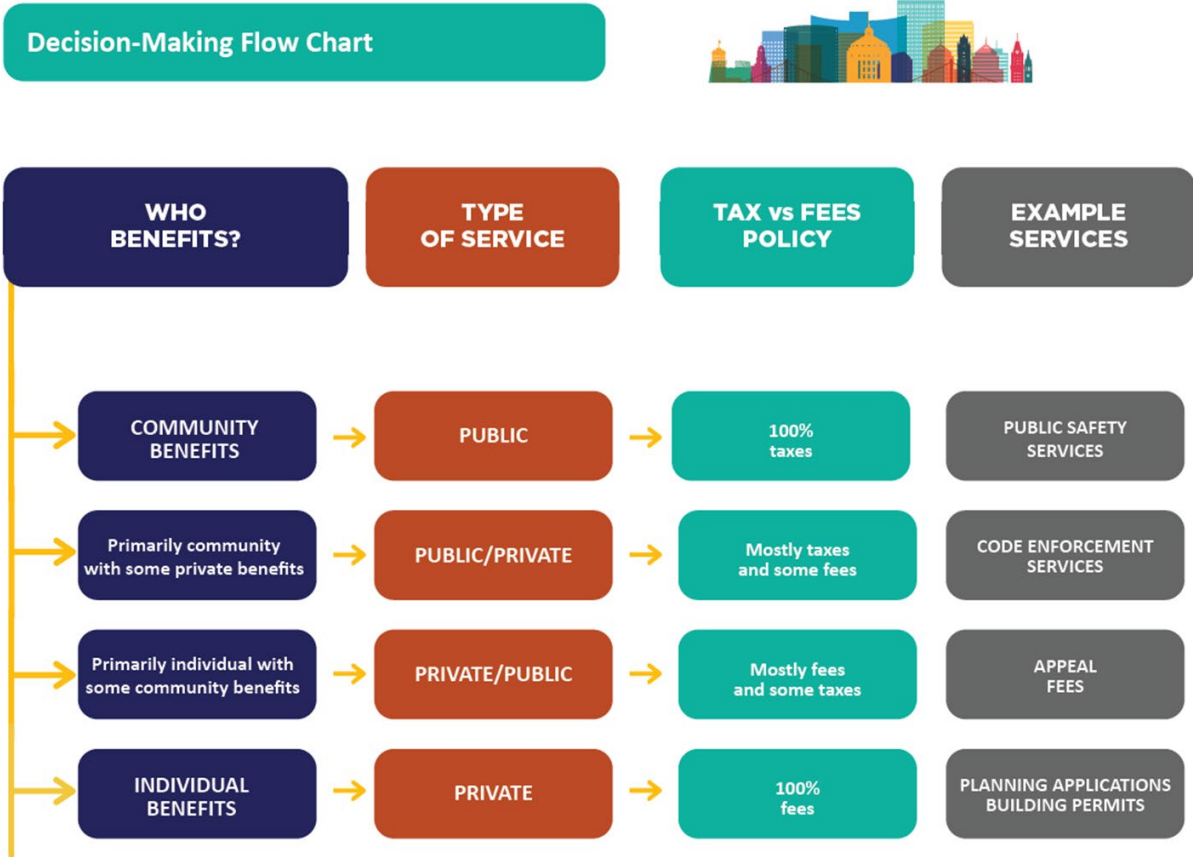 Decision-Making Flow Chart
WHO
BENEFITS?
TYPE
OF SERVICE
TAX vs FEES
POLICY
EXAMPLE
SERVICES
COMMUNITY
BENEFITS
PUBLIC
100%
taxes
PUBLIC SAFETY
SERVICES
Primarily community
with some private benefits
PUBLIC/PRIVATE
Mostly taxes
and some fees
CODE ENFORCEMENT
SERVICES
Primarily individual with
some community benefits
PRIVATE/PUBLIC
Mostly fees
and some taxes
APPEAL
FEES
INDIVIDUAL
BENEFITS
PRIVATE
100%
fees
PLANNING APPLICATIONS
BUILDING PERMITS